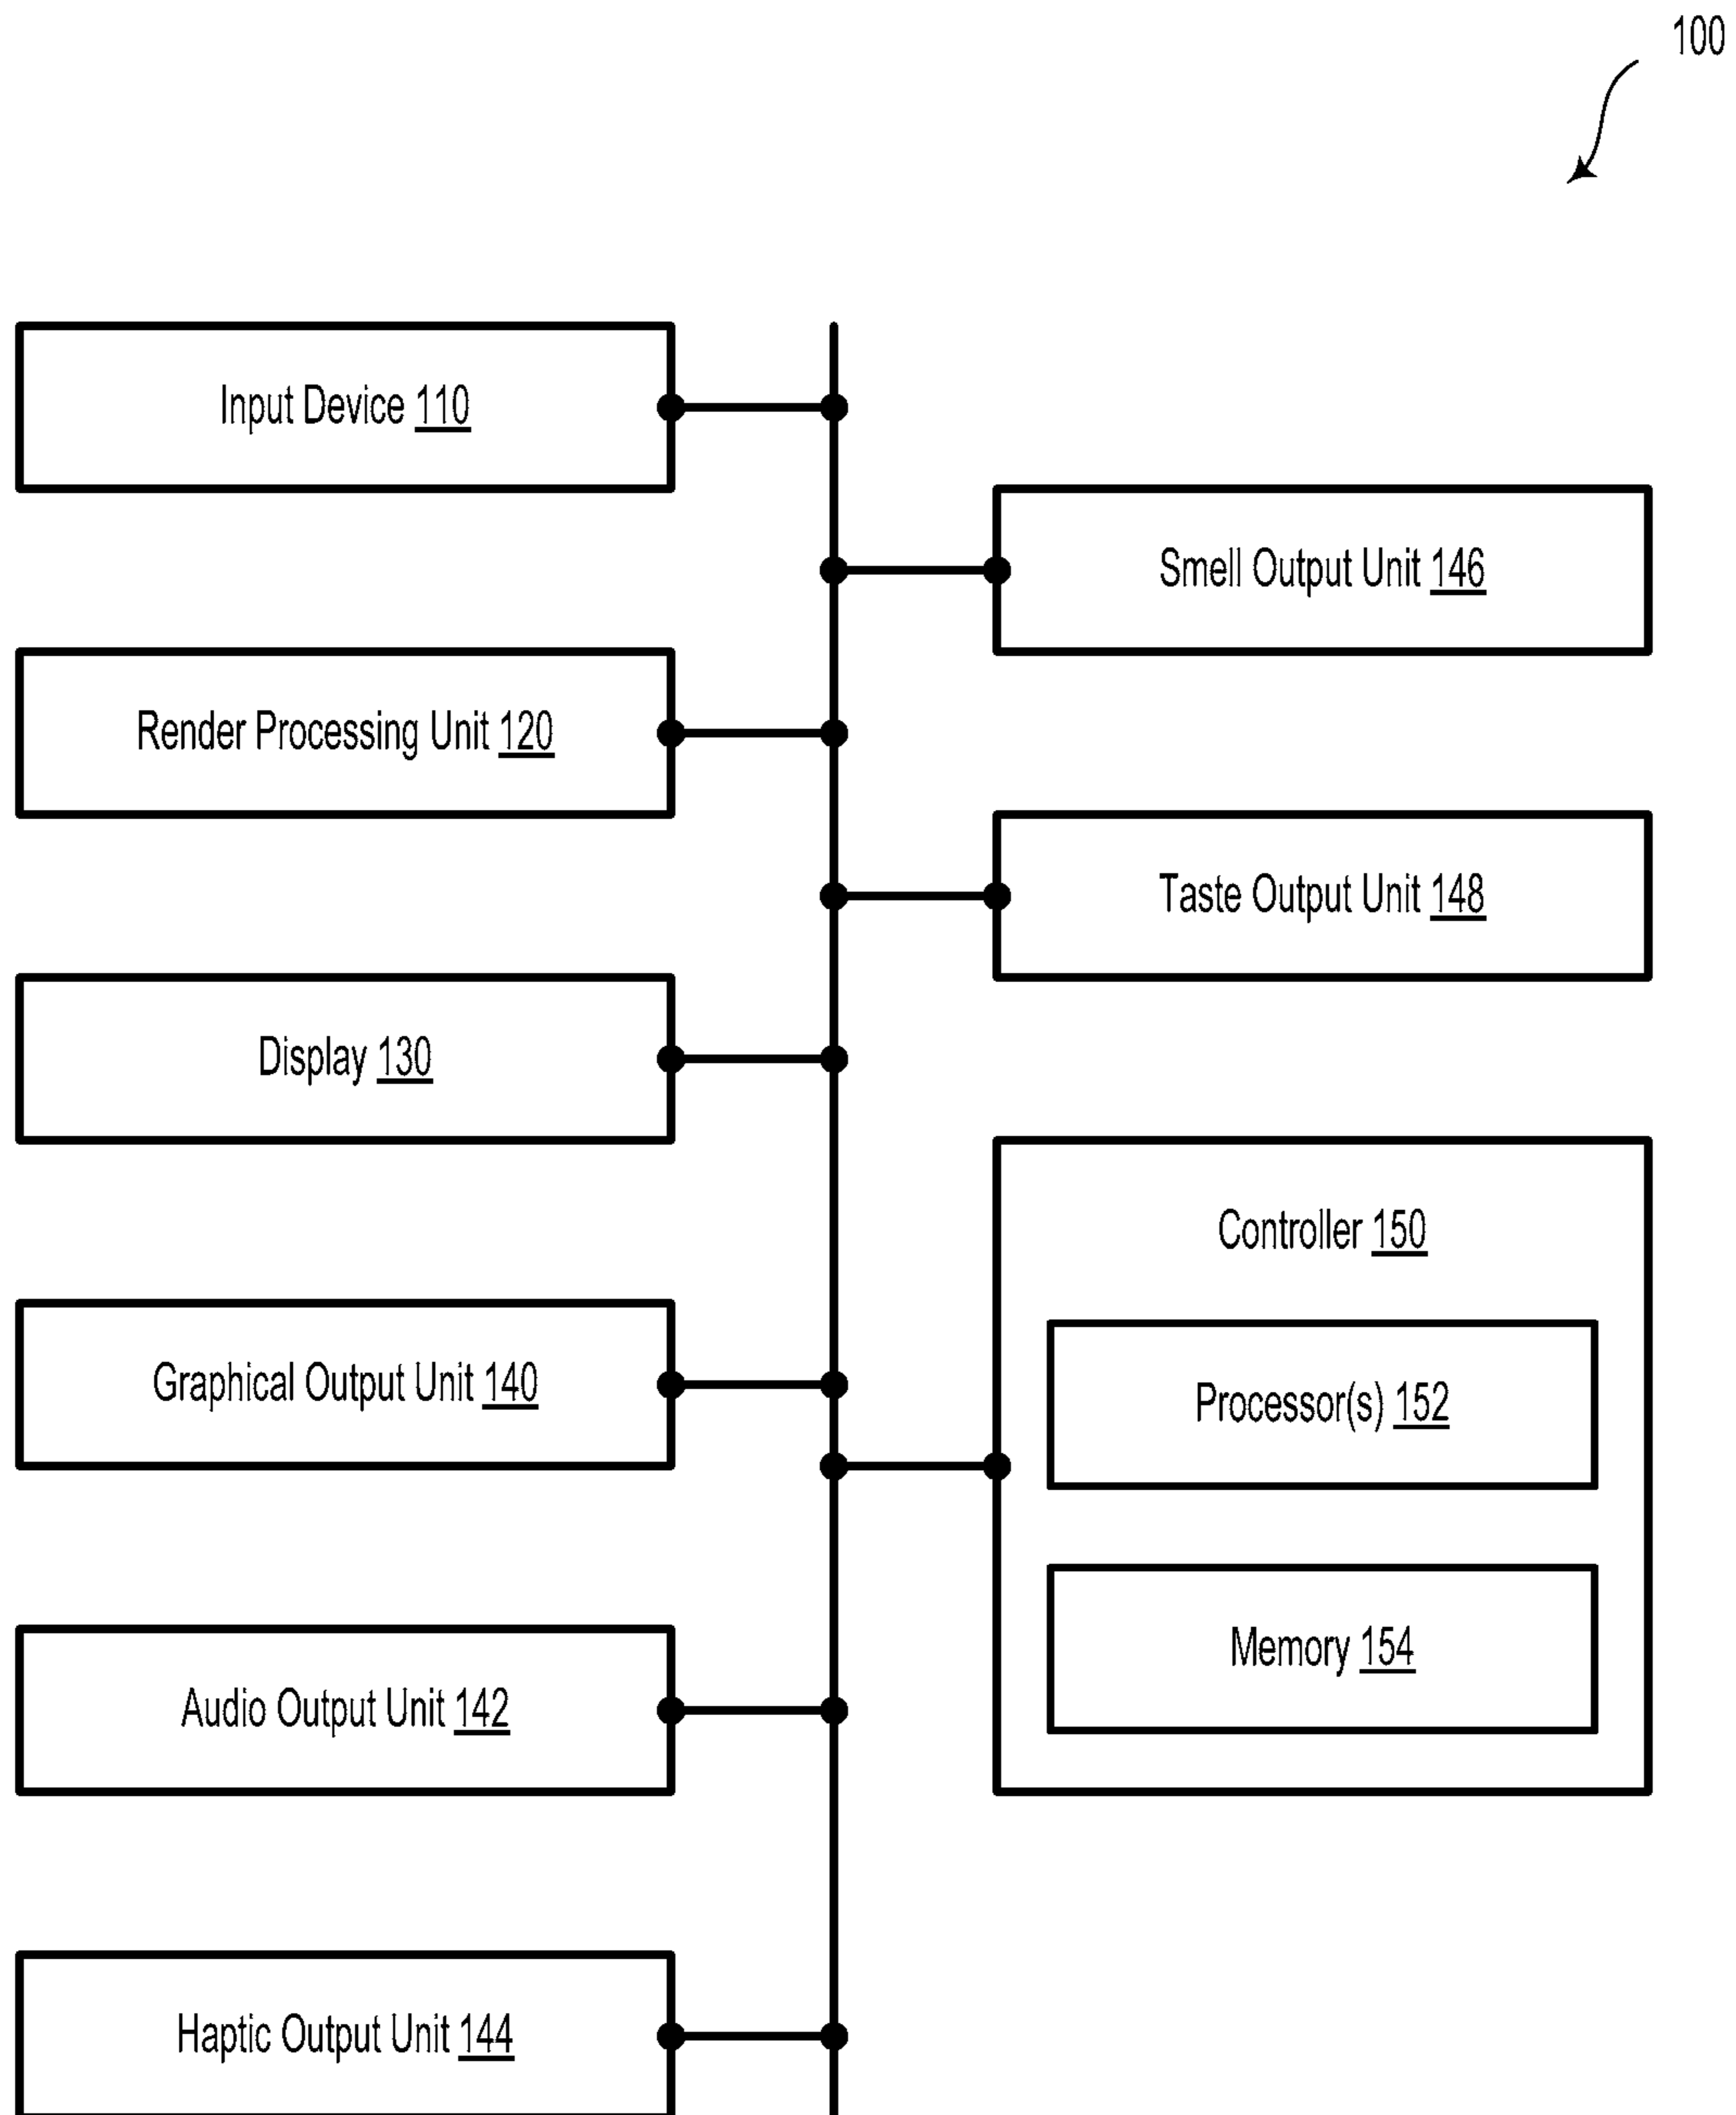 100
Input Device 110
Smell Output Unit 146
Render Processing Unit 120
Taste Output Unit 148
Display 130
Controller 150
Graphical Output Unit 140
Processor(s) 152
Memory 154
Audio Output Unit 142
Haptic Output Unit 144